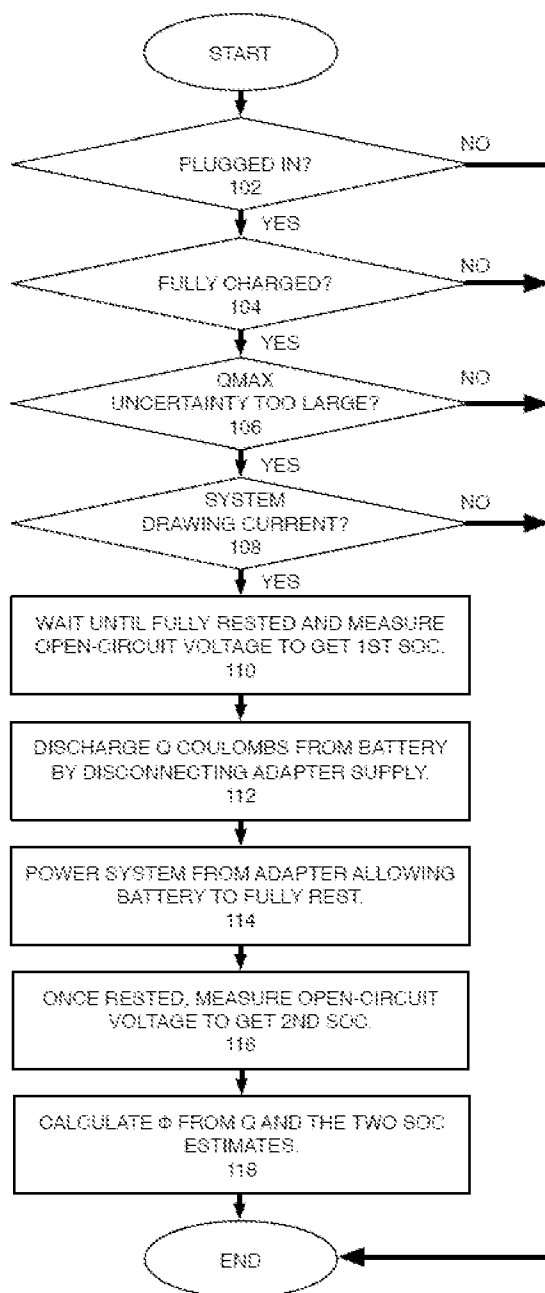 START
PLUGGED IN?
102
NO
YES
FULLY CHARGED?
104
NO
YES
QMAX
UNCERTAINTY TOO LARGE?
106
NO
YES
SYSTEM
DRAWING CURRENT?
108
NO
YES
WAIT UNTIL FULLY RESTED AND MEASURE
OPEN-CIRCUIT VOLTAGE TO GET 1ST SOC.
110
DISCHARGE Q COULOMBS FROM BATTERY
BY DISCONNECTING ADAPTER SUPPLY.
112
POWER SYSTEM FROM ADAPTER ALLOWING
BATTERY TO FULLY REST.
114
ONCE RESTED, MEASURE OPEN-CIRCUIT
VOLTAGE TO GET 2ND SOC.
116
CALCULATE Φ FROM Q AND THE TWO SOC
ESTIMATES.
118
END